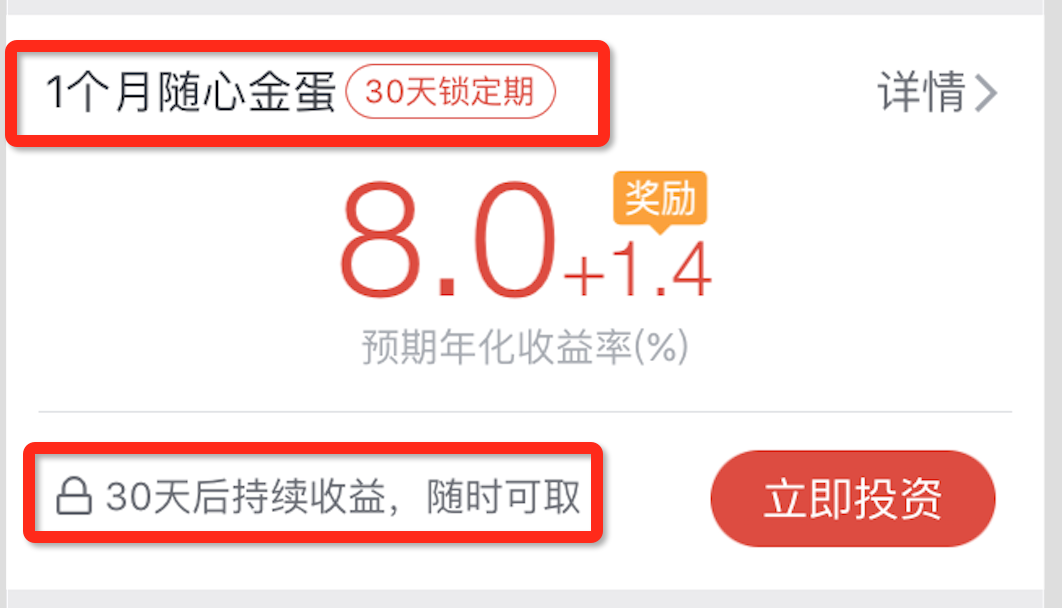 1个月随心金蛋 30天锁定期 详情
奖励
8.0+1.4
预期年化收益率(%)
30天后持续收益，随时可取 立即投资